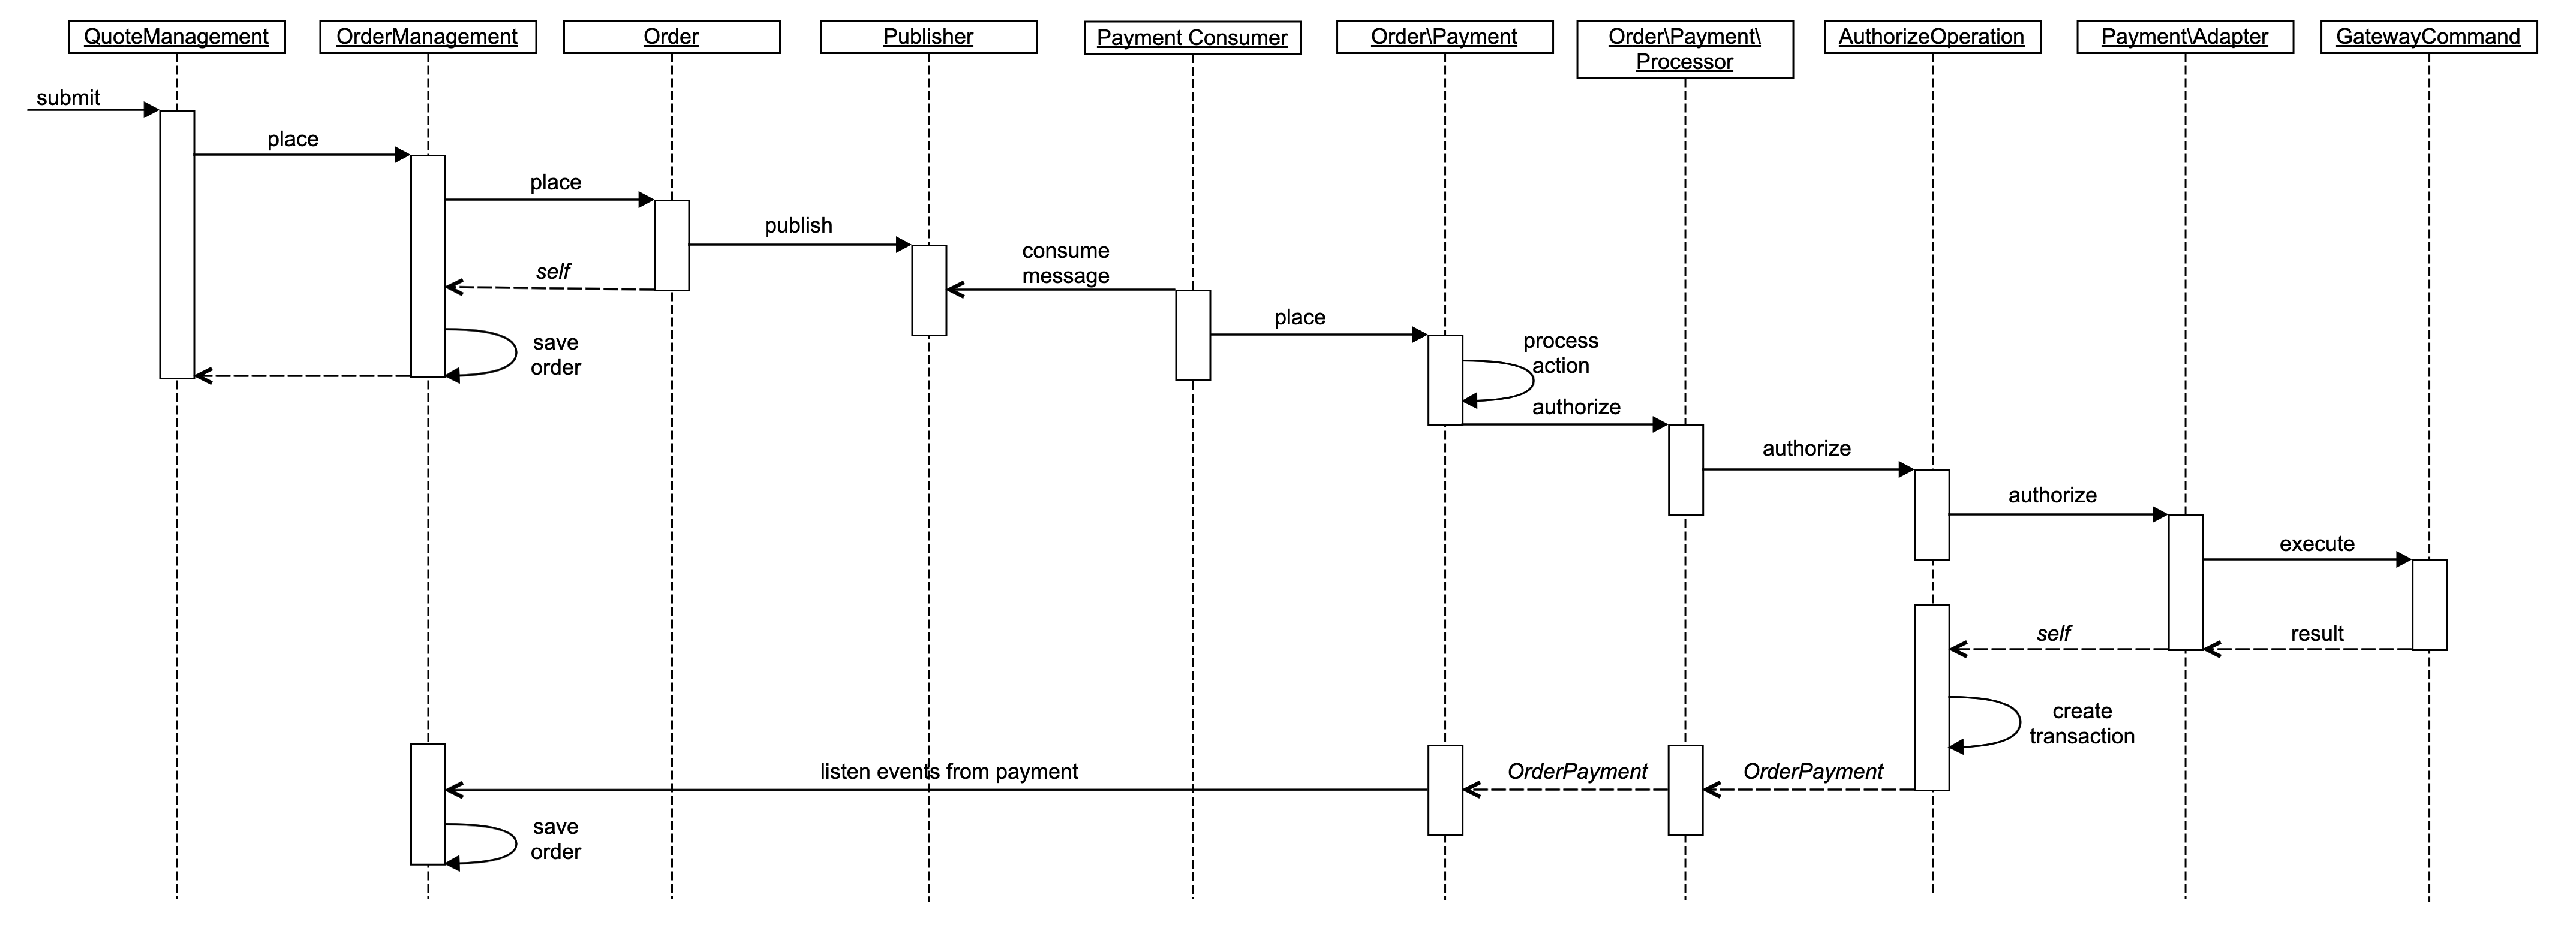 QuoteManagement
OrderManagement
Order
Publisher
Payment Consumer
Order\Payment
Order\Payment\
Processor
AuthorizeOperation
Payment\Adapter
GatewayCommand
submit
place
place
publish
consume
message
self
place
save
order
process
action
authorize
authorize
authorize
execute
self
result
create
transaction
listen events from payment
OrderPayment
OrderPayment
save
order